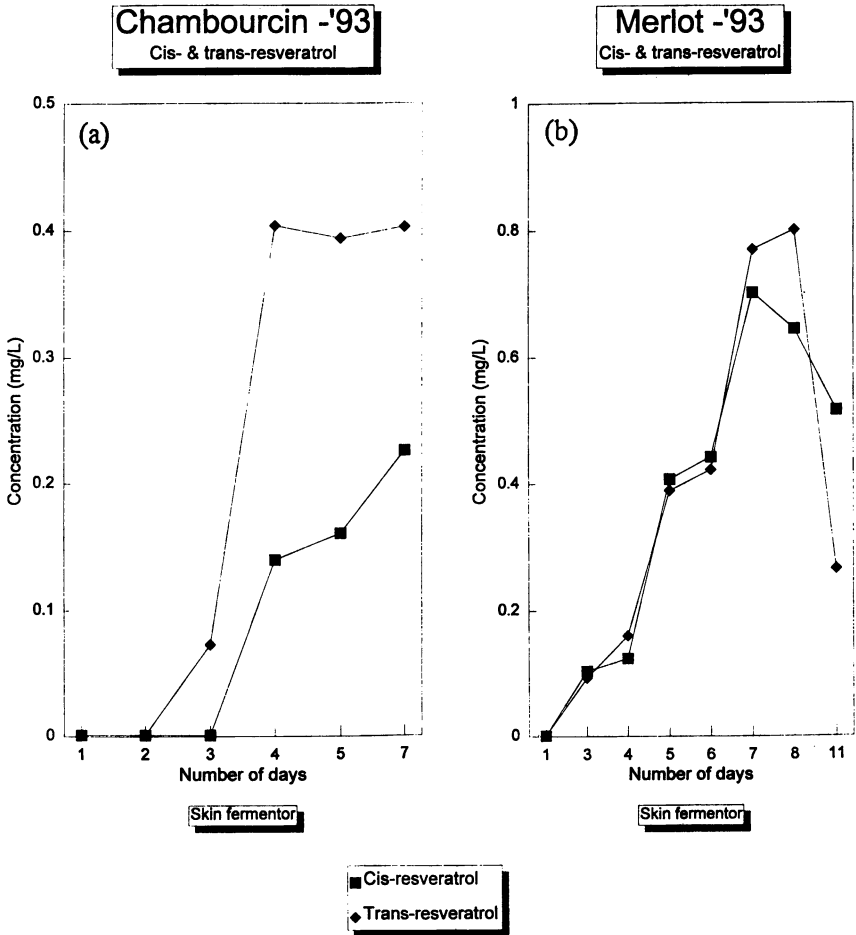 Chambourcin -'93
Cis- & trans-resveratrol
(a)
Concentration (mg/L)
0.5
0.4
0.3
0.2
0.1
0
1 2 3 4 5 7
Number of days
Skin fermentor
Merlot -'93
Cis- & trans-resveratrol
(b)
Concentration (mg/L)
1
0.8
0.6
0.4
0.2
0
1 3 4 5 6 7 8 11
Number of days
Skin fermentor
Cis-resveratrol
Trans-resveratrol